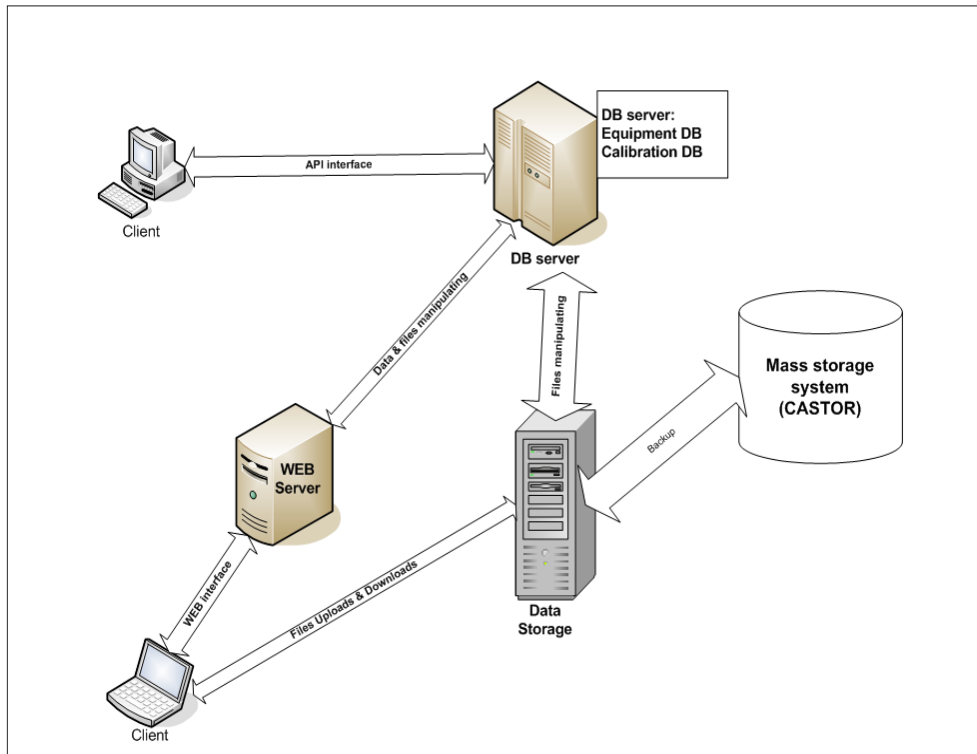 DB server:
Equipment DB
Calibration DB
API interface
Client
DB server
Data & files manipulating
Files manipulating
Mass storage
system
(CASTOR)
Backup
WEB
Server
WEB interface
Files Uploads & Downloads
Data
Storage
Client